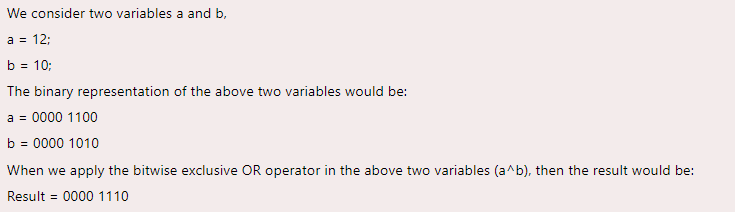 We consider two variables a and b,
a = 12;
b = 10;
The binary representation of the above two variables would be:
a = 0000 1100
b = 0000 1010
When we apply the bitwise exclusive OR operator in the above two variables (a^b), then the result would be:
Result = 0000 1110